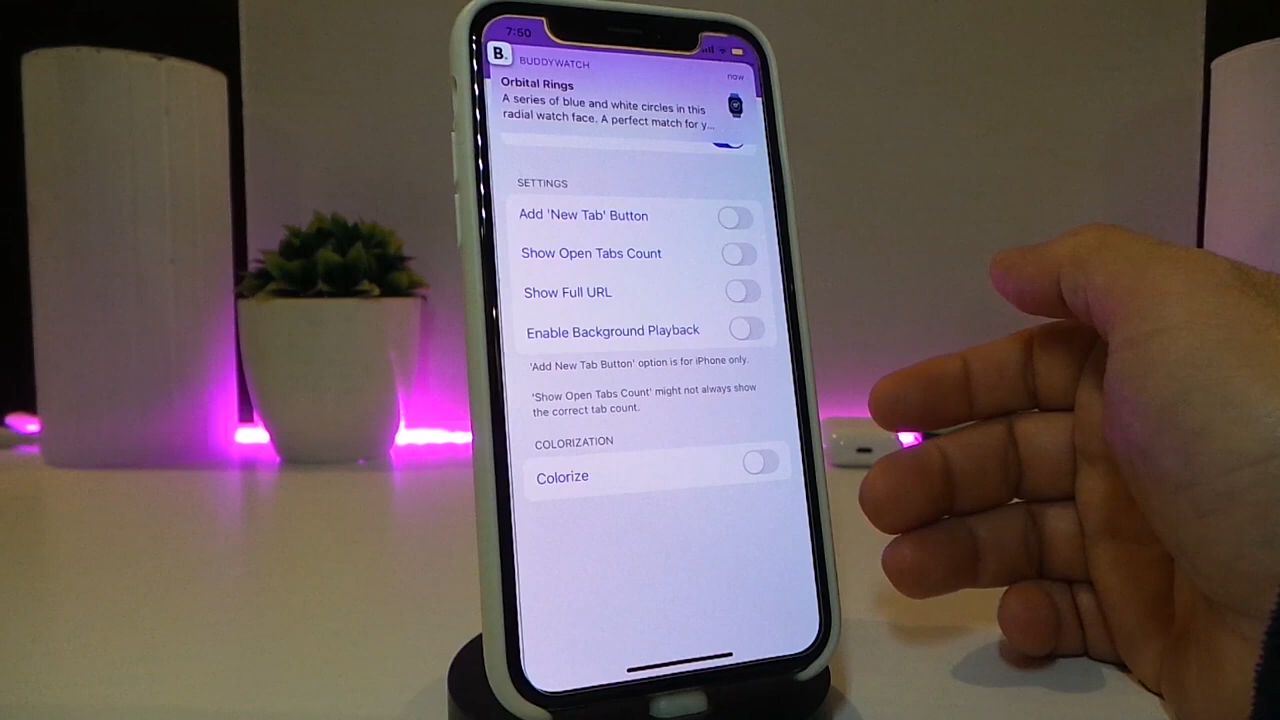 7:50
B.
BUDDYWATCH
now
Orbital Rings
A series of blue and white circles in this
radial watch face. A perfect match for y...
SETTINGS
Add 'New Tab' Button
Show Open Tabs Count
Show Full URL
Enable Background Playback
'Add New Tab Button' option is for iPhone only.
'Show Open Tabs Count' might not always show
the correct tab count.
COLORIZATION
Colorize